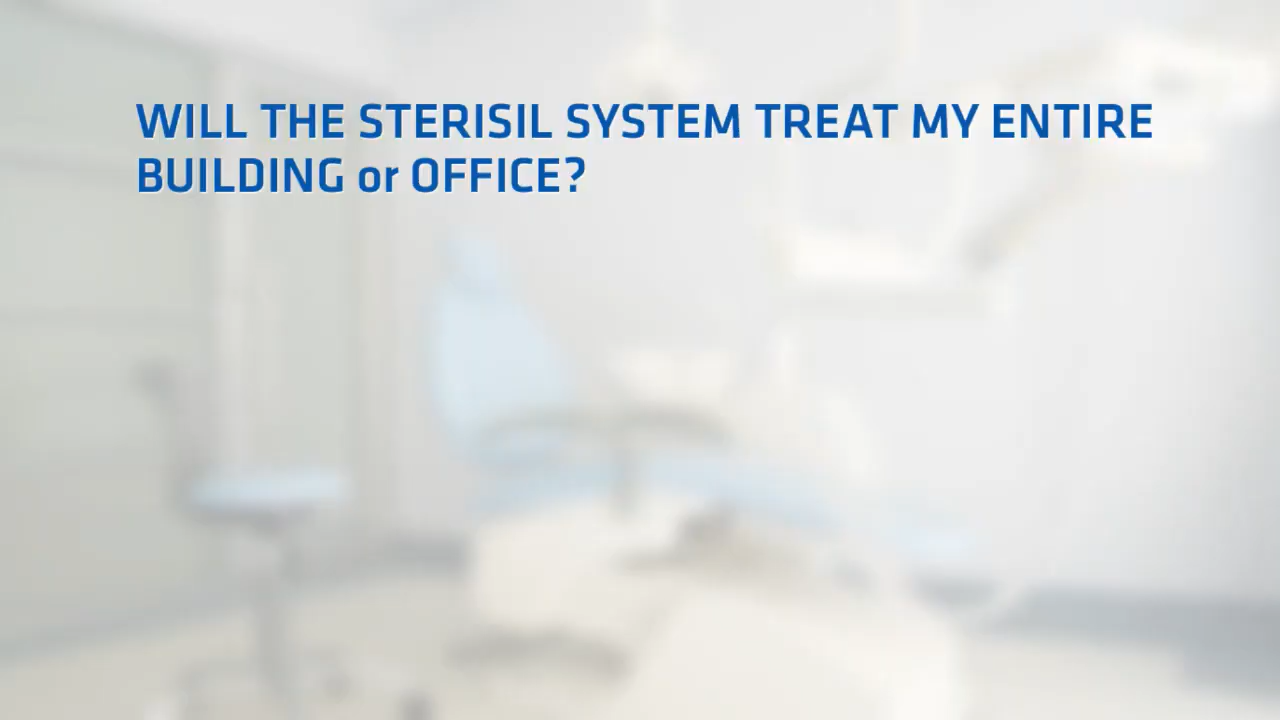 WILL THE STERISIL SYSTEM TREAT MY ENTIRE
BUILDING or OFFICE?